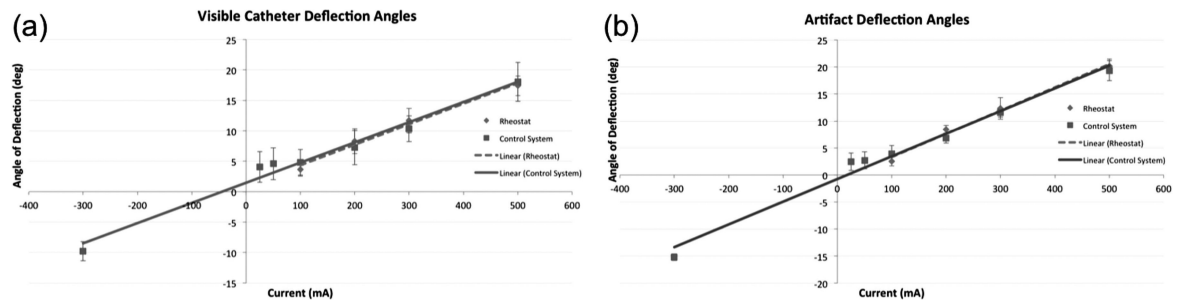 (a)
Visible Catheter Deflection Angles
Angle of Deflection (deg)
25
20
15
10
5
0
-5
-10
-15
-400 -300 -200 -100 0 100 200 300 400 500 600
Current (mA)
Rheostat
Control System
Linear (Rheostat)
Linear (Control System)
(b)
Artifact Deflection Angles
Angle of Deflection (deg)
25
20
15
10
5
0
-5
-10
-15
-20
-400 -300 -200 -100 0 100 200 300 400 500 600
Current (mA)
Rheostat
Control System
Linear (Rheostat)
Linear (Control System)